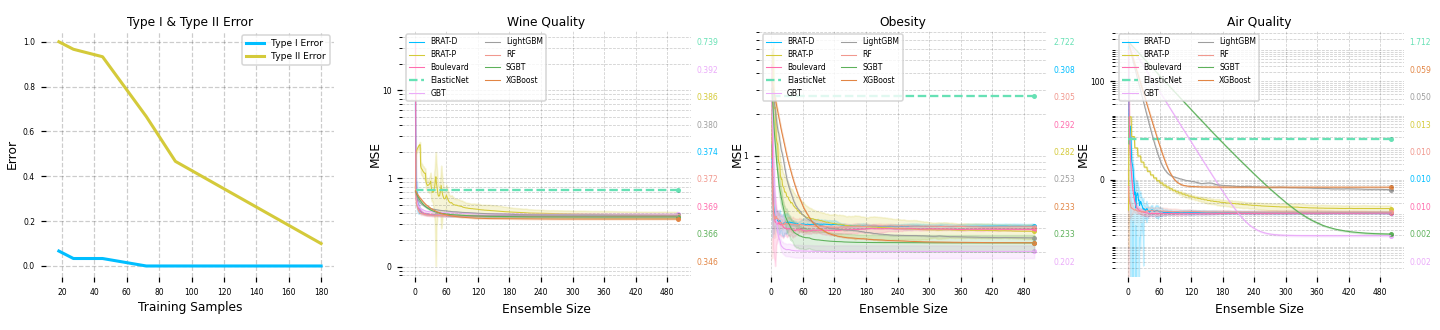 Type I & Type II Error
Type I Error
Type II Error
Error
1.0
0.8
0.6
0.4
0.2
0.0
20 40 60 80 100 120 140 160 180
Training Samples
Wine Quality
BRAT-D
BRAT-P
Boulevard
ElasticNet
GBT
LightGBM
RF
SGBT
XGBoost
MSE
10
1
0
0 60 120 180 240 300 360 420 480
Ensemble Size
0.739
0.392
0.386
0.380
0.374
0.372
0.369
0.366
0.346
Obesity
BRAT-D
BRAT-P
Boulevard
ElasticNet
GBT
LightGBM
RF
SGBT
XGBoost
MSE
1
0 60 120 180 240 300 360 420 480
Ensemble Size
2.722
0.308
0.305
0.292
0.282
0.253
0.233
0.233
0.202
Air Quality
BRAT-D
BRAT-P
Boulevard
ElasticNet
GBT
LightGBM
RF
SGBT
XGBoost
MSE
100
0
0 60 120 180 240 300 360 420 480
Ensemble Size
1.712
0.059
0.050
0.013
0.010
0.010
0.010
0.002
0.002